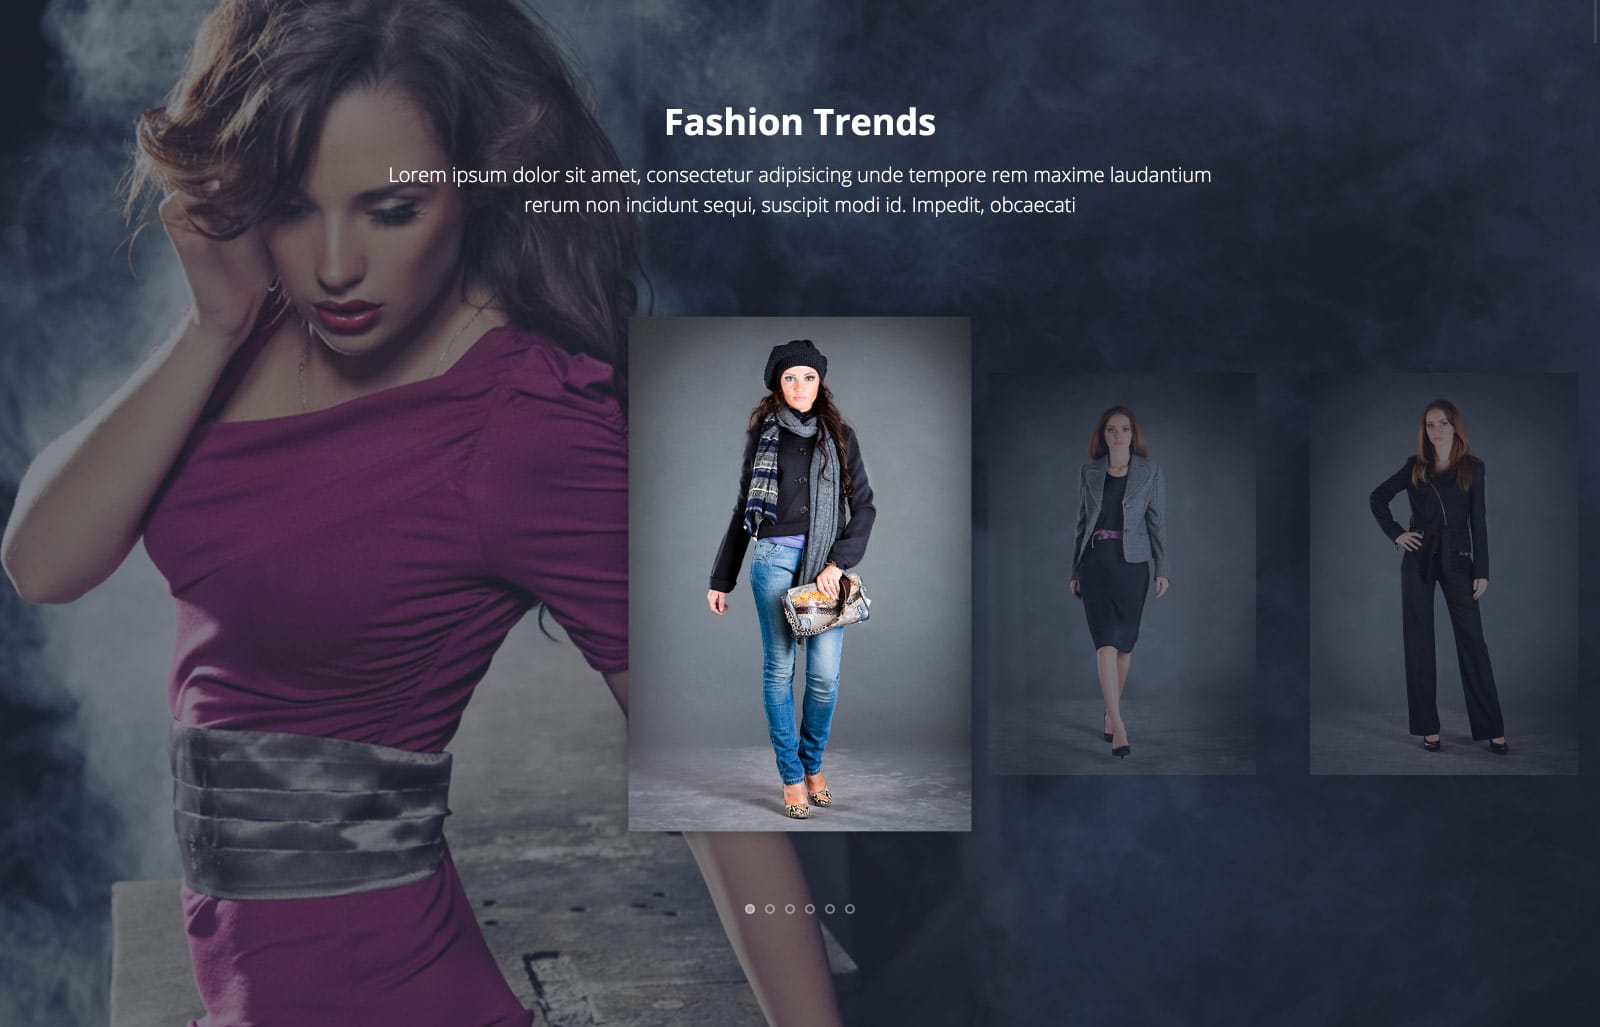 Fashion Trends
Lorem ipsum dolor sit amet, consectetur adipisicing unde tempore rem maxime laudantium
rerum non incidunt sequi, suscipit modi id. Impedit, obcaecati